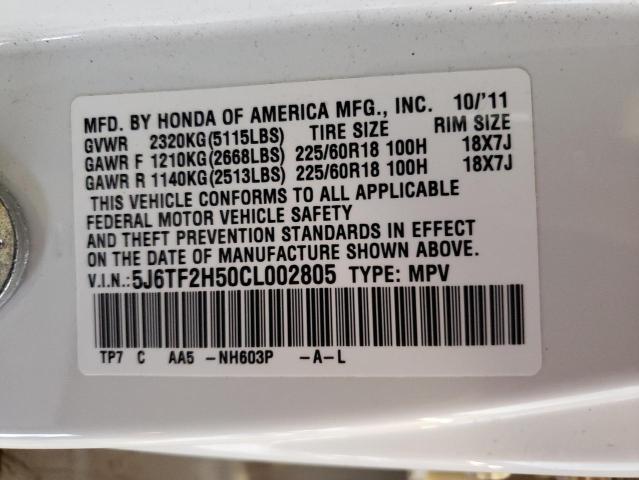 MFD. BY HONDA OF AMERICA MFG., INC. 10/'11
GVWR 2320KG(5115LBS) TIRE SIZE RIM SIZE
GAWR F 1210KG(2668LBS) 225/60R18 100H 18X7J
GAWR R 1140KG(2513LBS) 225/60R18 100H 18X7J
THIS VEHICLE CONFORMS TO ALL APPLICABLE
FEDERAL MOTOR VEHICLE SAFETY
AND THEFT PREVENTION STANDARDS IN EFFECT
ON THE DATE OF MANUFACTURE SHOWN ABOVE.
V.I.N.: 5J6TF2H50CL002805 TYPE: MPV
TP7 C AA5 -NH603P -A-L